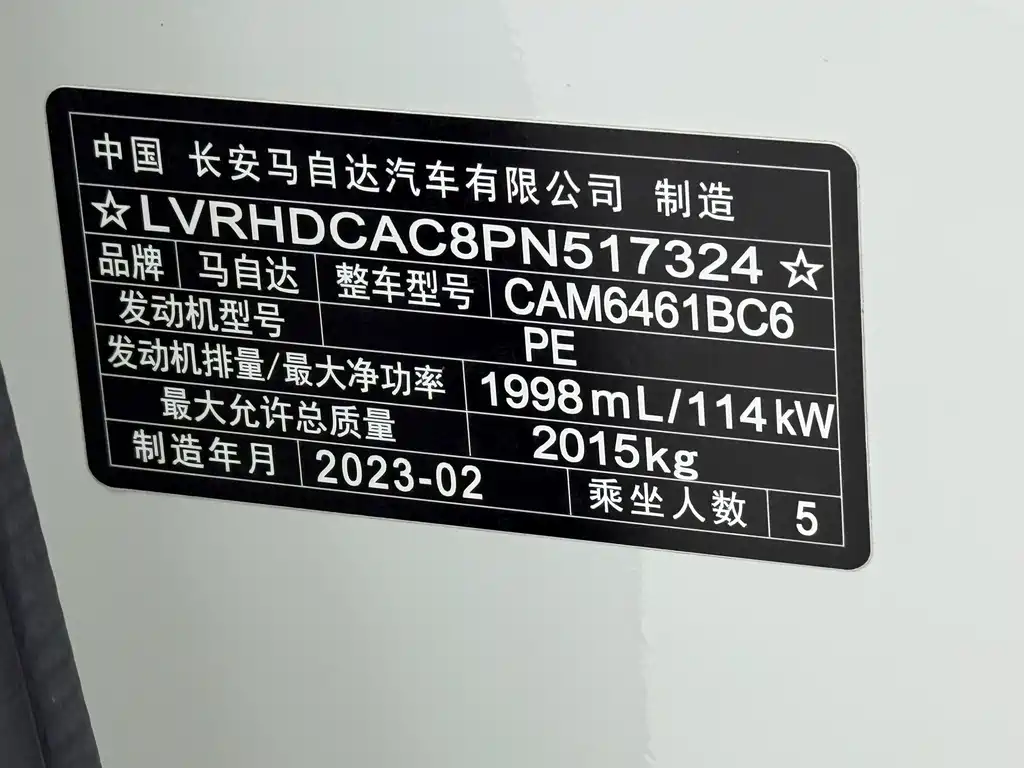 中国 长安马自达汽车有限公司 制造
☆LVRHDCAC8PN517324☆
品牌 马自达 整车型号 CAM6461BC6
发动机型号 PE
发动机排量/最大净功率 1998mL/114kW
最大允许总质量 2015kg
制造年月 2023-02 乘坐人数 5